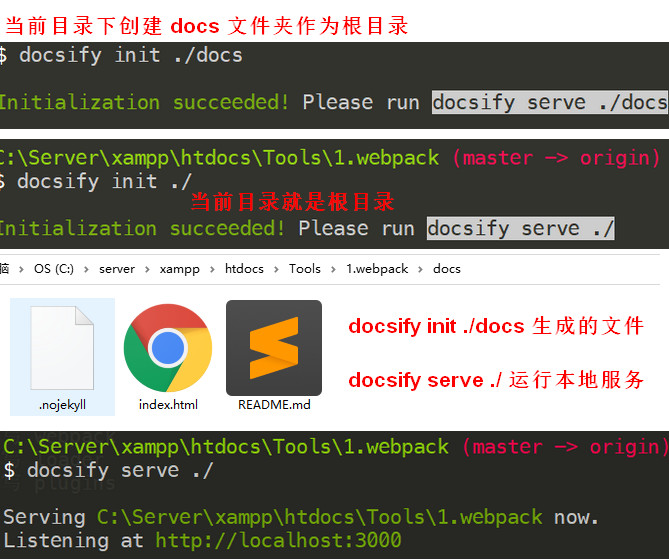 当前目录下创建 docs 文件夹作为根目录
$ docsify init ./docs
Initialization succeeded! Please run docsify serve ./docs
C:\Server\xampp\htdocs\Tools\1.webpack (master -> origin)
$ docsify init ./
当前目录就是根目录
Initialization succeeded! Please run docsify serve ./
脑 > OS (C:) > server > xampp > htdocs > Tools > 1.webpack > docs
docsify init ./docs 生成的文件
docsify serve ./ 运行本地服务
.nojekyll index.html README.md
C:\Server\xampp\htdocs\Tools\1.webpack (master -> origin)
$ docsify serve ./
plugins
Serving C:\Server\xampp\htdocs\Tools\1.webpack now.
Listening at http://localhost:3000